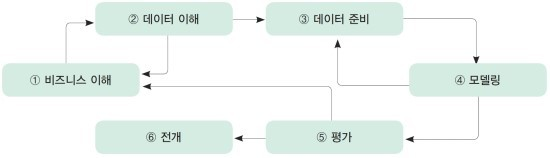 ② 데이터 이해
③ 데이터 준비
① 비즈니스 이해
④ 모델링
⑥ 전개
⑤ 평가